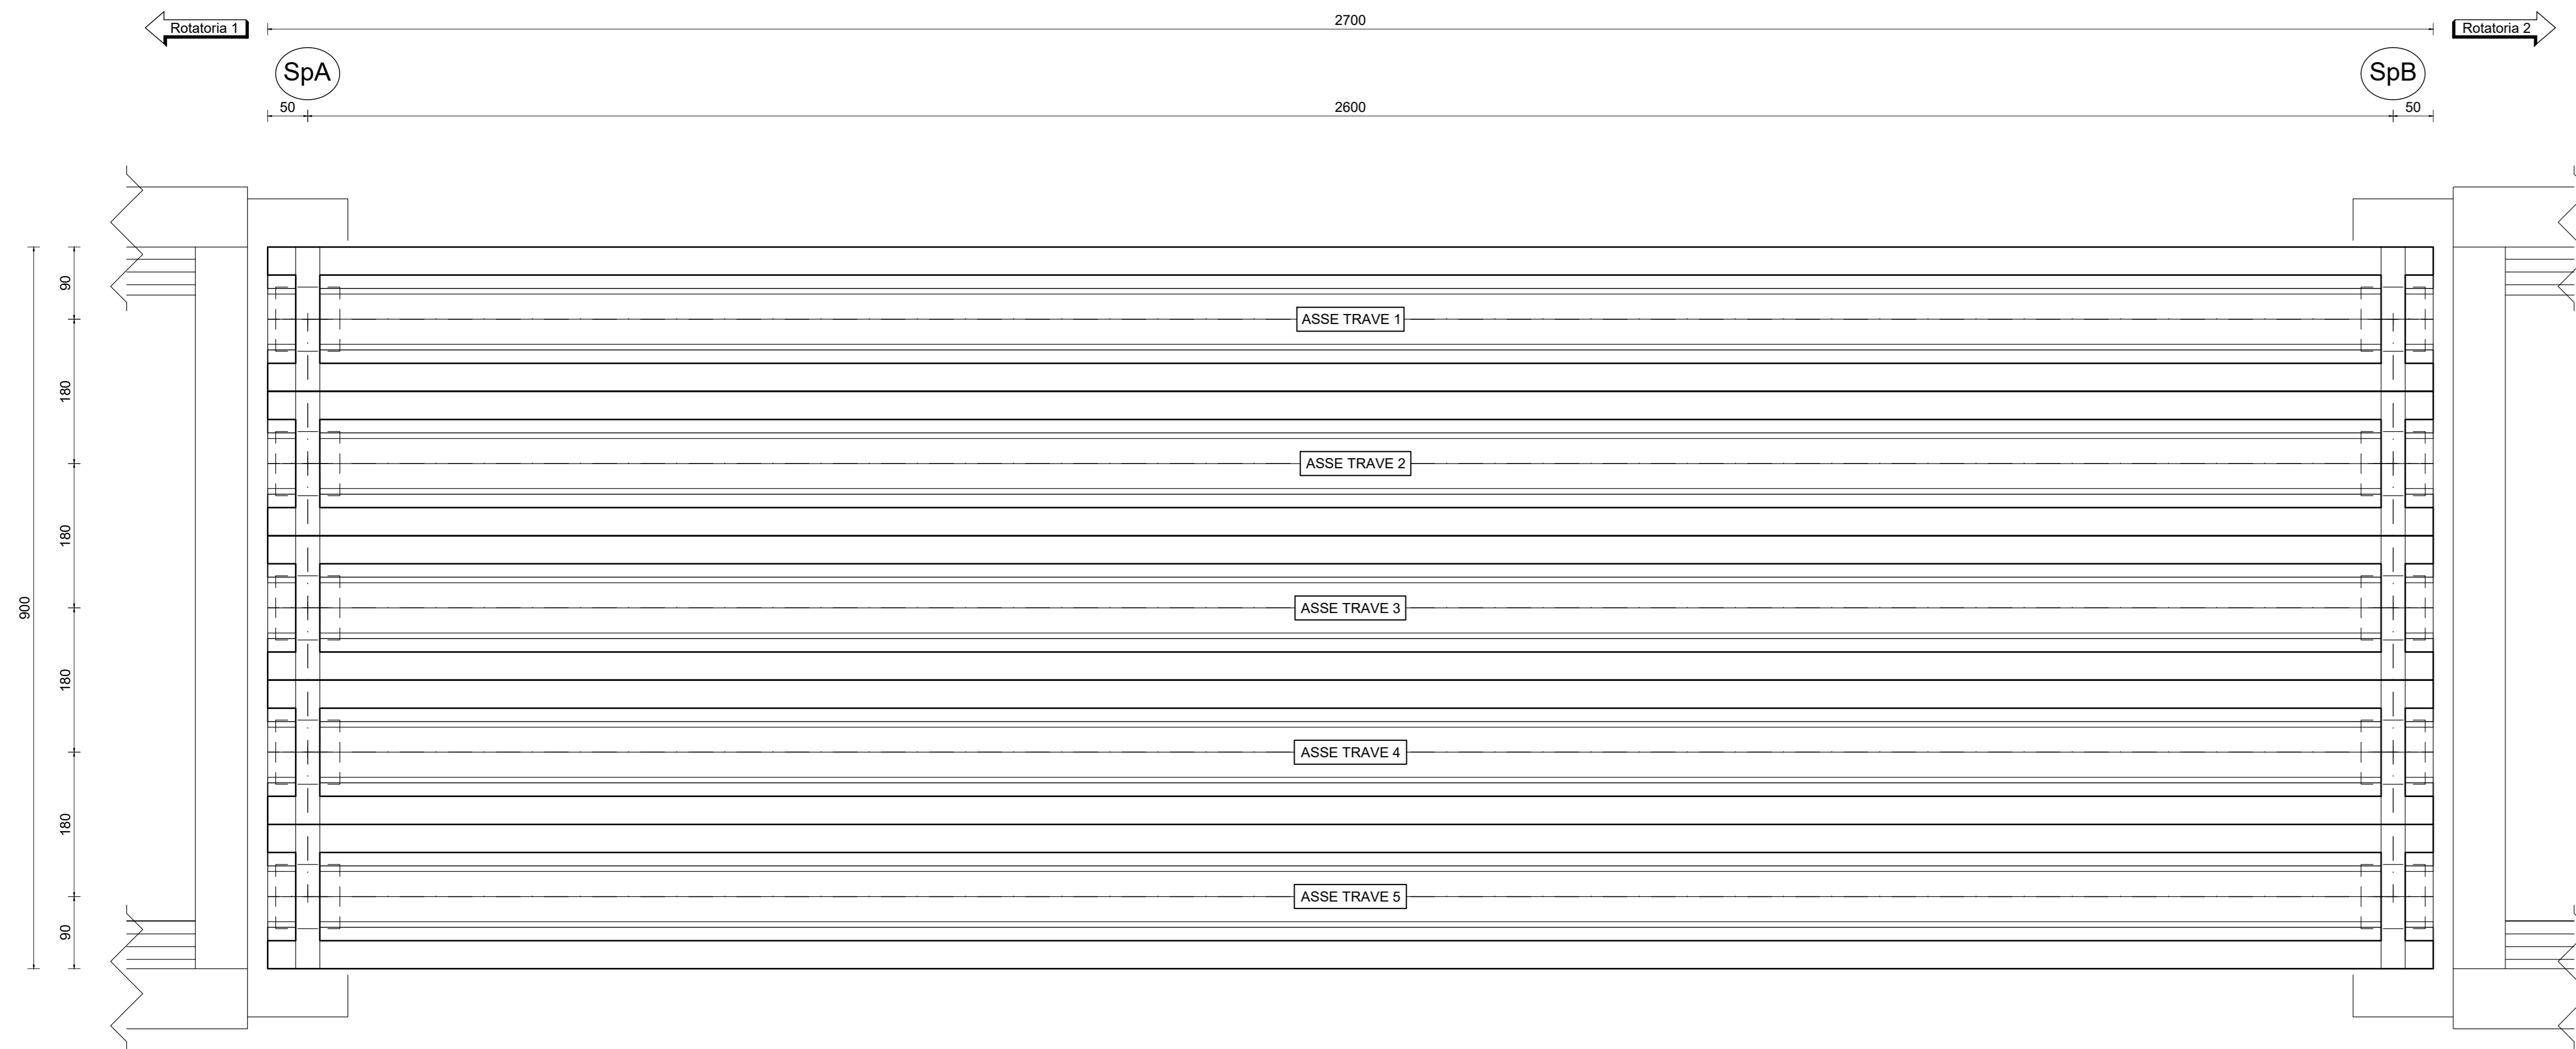 Rotatoria 1
2700
Rotatoria 2
SpA
SpB
50
2600
50
90
180
180
180
180
90
900
ASSE TRAVE 1
ASSE TRAVE 2
ASSE TRAVE 3
ASSE TRAVE 4
ASSE TRAVE 5